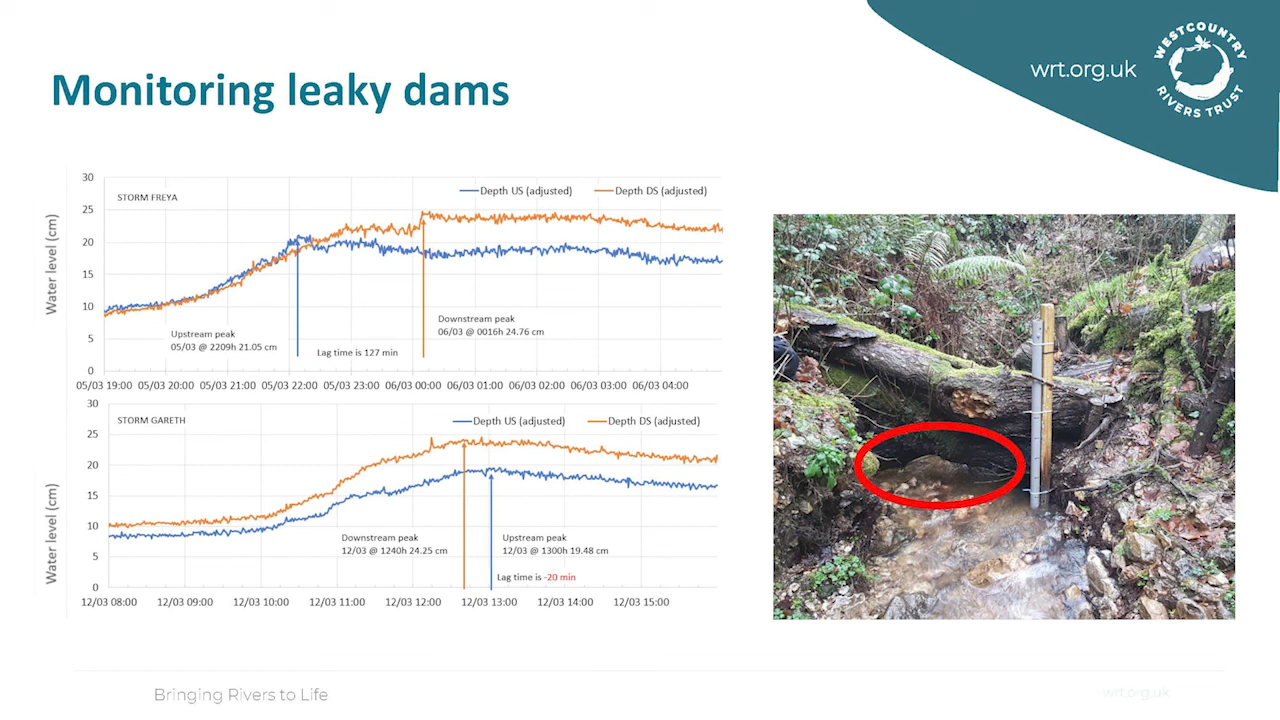 wrt.org.uk
WESTCOUNTRY
RIVERS TRUST
Monitoring leaky dams
30
25
20
15
10
5
0
Water level (cm)
STORM FREYA
Depth US (adjusted)
Depth DS (adjusted)
Upstream peak
05/03 @ 2209h 21.05 cm
Lag time is 127 min
Downstream peak
06/03 @ 0016h 24.76 cm
05/03 19:00 05/03 20:00 05/03 21:00 05/03 22:00 05/03 23:00 06/03 00:00 06/03 01:00 06/03 02:00 06/03 03:00 06/03 04:00
30
25
20
15
10
5
0
Water level (cm)
STORM GARETH
Depth US (adjusted)
Depth DS (adjusted)
Downstream peak
12/03 @ 1240h 24.25 cm
Upstream peak
12/03 @ 1300h 19.48 cm
Lag time is -20 min
12/03 08:00 12/03 09:00 12/03 10:00 12/03 11:00 12/03 12:00 12/03 13:00 12/03 14:00 12/03 15:00
Bringing Rivers to Life
wrt.org.uk